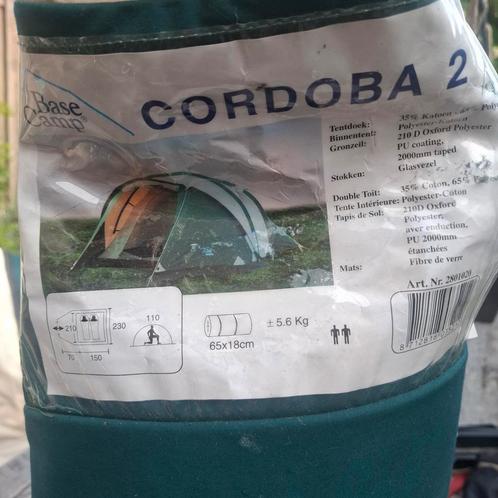 Base
Camp®
CORDOBA 2
Tentdoek: 35% Katoen
Binnentent: Polyester-Katoen
Gronzeil: 210 D Oxford Polyester
PU coating,
2000mm taped
Stokken: Glasvezel
Double Toit: 35% Coton, 65%
Tente Intérieure: Polyester-Coton
Tapis de Sol: 210D Oxford
Polyester,
aver enduction,
PU 2000mm
étanchées
Mats: Fibre de verre
Art. Nr. 2801020
210
230
70
150
110
65x18cm
± 5.6 Kg